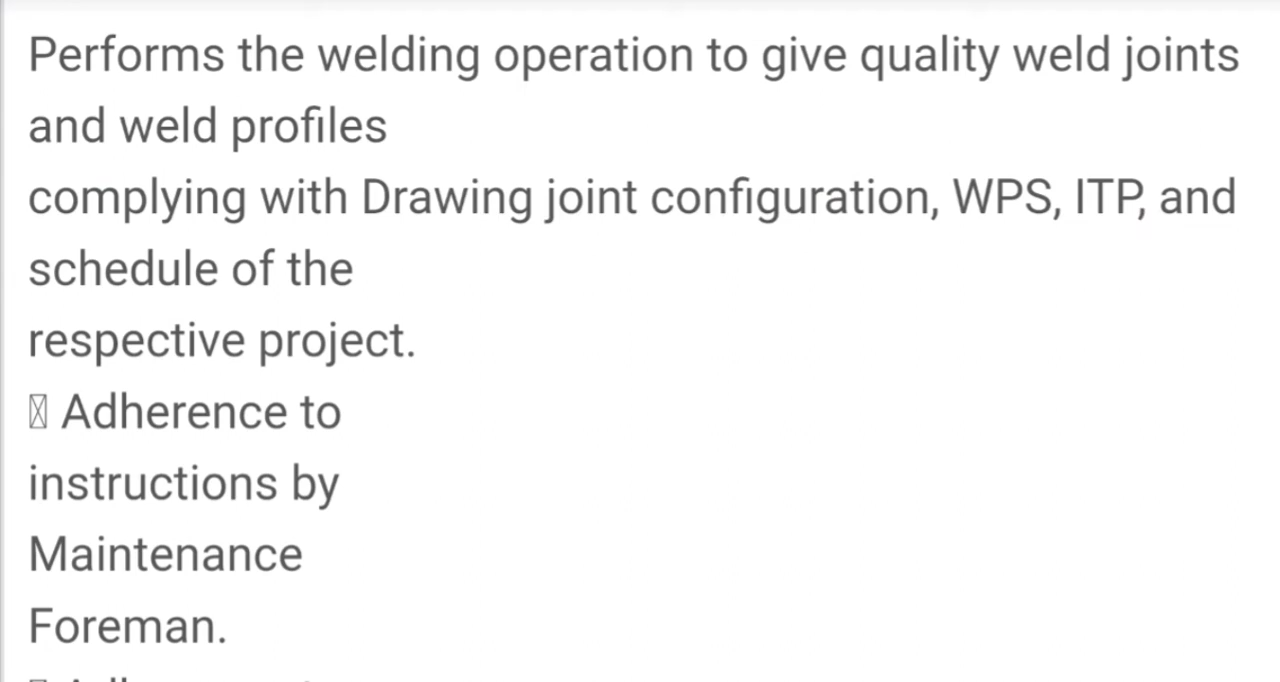 Performs the welding operation to give quality weld joints
and weld profiles
complying with Drawing joint configuration, WPS, ITP, and
schedule of the
respective project.
 Adherence to
instructions by
Maintenance
Foreman.